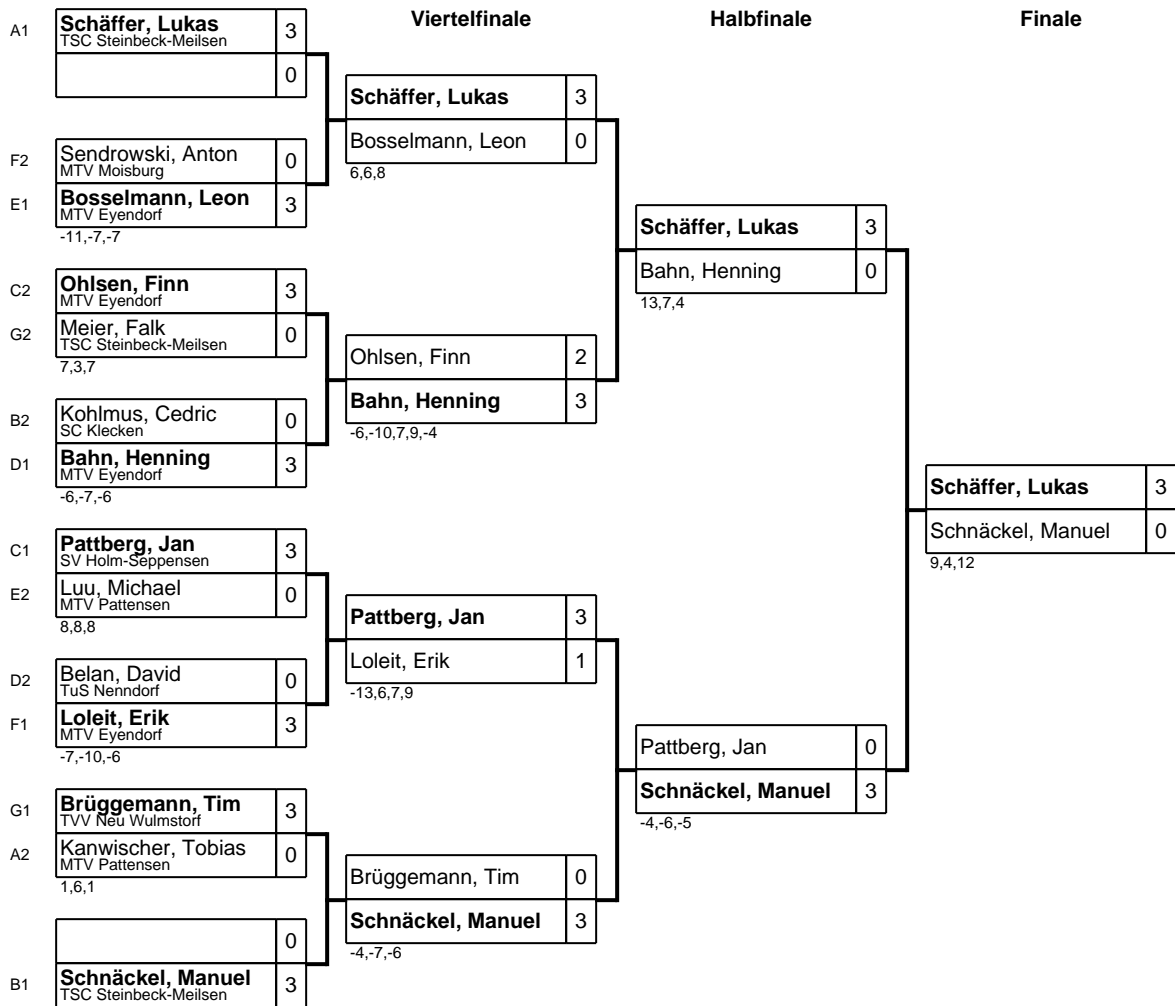 Viertelfinale
Halbfinale
Finale
A1 Schäffer, Lukas 3
TSC Steinbeck-Meilsen
0
F2 Sendrowski, Anton 0
MTV Moisburg
E1 Bosselmann, Leon 3
MTV Eyendorf
-11,-7,-7
C2 Ohlsen, Finn 3
MTV Eyendorf
G2 Meier, Falk 0
TSC Steinbeck-Meilsen
7,3,7
B2 Kohlmus, Cedric 0
SC Klecken
D1 Bahn, Henning 3
MTV Eyendorf
-6,-7,-6
C1 Pattberg, Jan 3
SV Holm-Seppensen
E2 Luu, Michael 0
MTV Pattensen
8,8,8
D2 Belan, David 0
TuS Nenndorf
F1 Loleit, Erik 3
MTV Eyendorf
-7,-10,-6
G1 Brüggemann, Tim 3
TVV Neu Wulmstorf
A2 Kanwischer, Tobias 0
MTV Pattensen
1,6,1
0
B1 Schnäckel, Manuel 3
TSC Steinbeck-Meilsen
Schäffer, Lukas 3
Bosselmann, Leon 0
6,6,8
Ohlsen, Finn 2
Bahn, Henning 3
-6,-10,7,9,-4
Pattberg, Jan 3
Loleit, Erik 1
-13,6,7,9
Brüggemann, Tim 0
Schnäckel, Manuel 3
-4,-7,-6
Schäffer, Lukas 3
Bahn, Henning 0
13,7,4
Pattberg, Jan 0
Schnäckel, Manuel 3
-4,-6,-5
Schäffer, Lukas 3
Schnäckel, Manuel 0
9,4,12